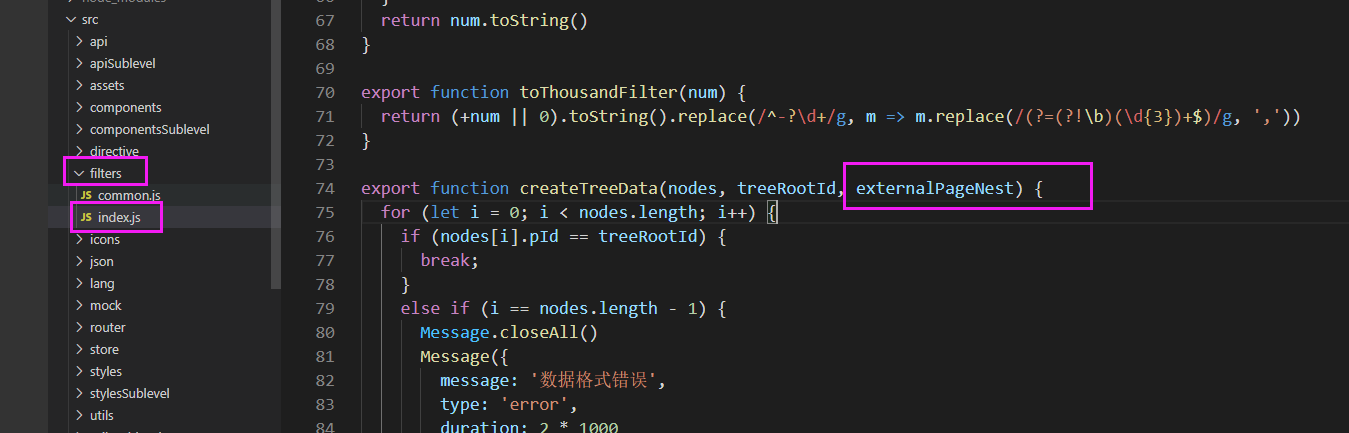 node_modules
src
api
apiSublevel
assets
components
componentsSublevel
directive
filters
JS common.js
JS index.js
icons
json
lang
mock
router
store
styles
stylesSublevel
utils
66 }
67 return num.toString()
68 }
69
70 export function toThousandFilter(num) {
71 return (+num || 0).toString().replace(/^-?\d+/g, m => m.replace(/(?=(?!\b)(\d{3})+$)/g, ','))
72 }
73
74 export function createTreeData(nodes, treeRootId, externalPageNest) {
75 for (let i = 0; i < nodes.length; i++) {
76 if (nodes[i].pId == treeRootId) {
77 break;
78 }
79 else if (i == nodes.length - 1) {
80 Message.closeAll()
81 Message({
82 message: '数据格式错误',
83 type: 'error',
84 duration: 2 * 1000